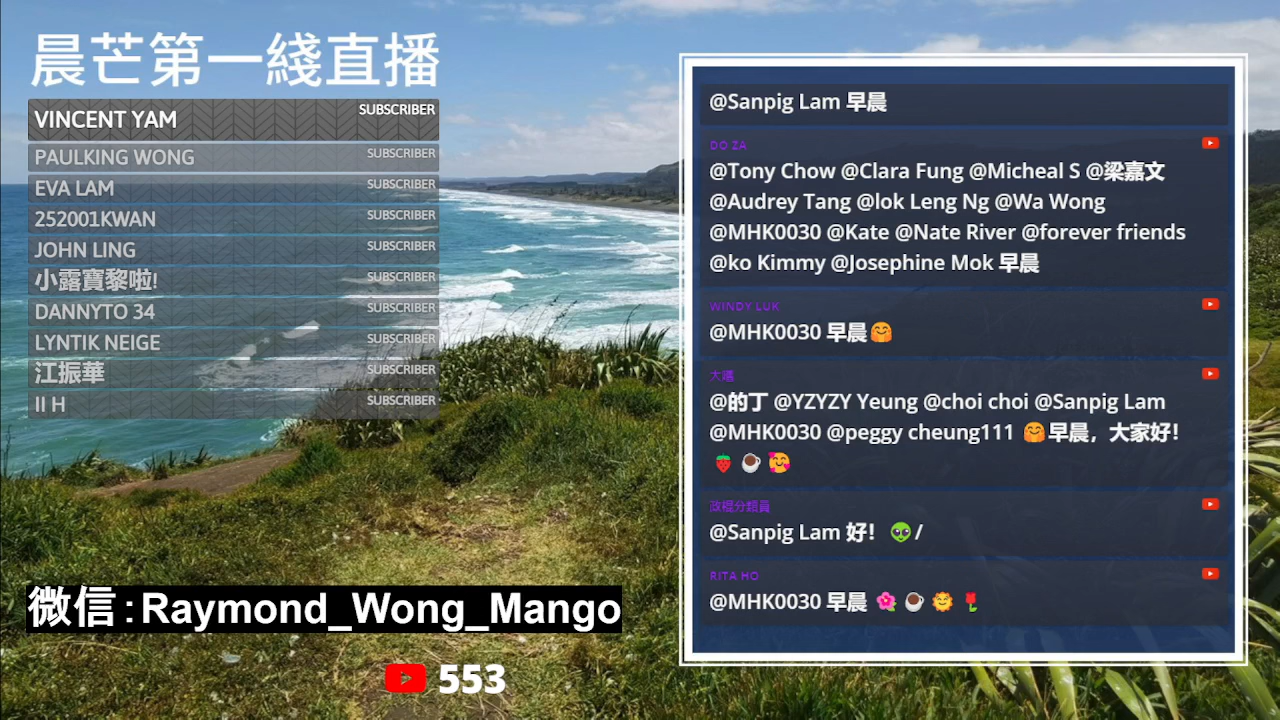 晨芒第一綫直播
VINCENT YAM SUBSCRIBER
PAULKING WONG SUBSCRIBER
EVA LAM SUBSCRIBER
252001KWAN SUBSCRIBER
JOHN LING SUBSCRIBER
小露寶黎啦! SUBSCRIBER
DANNYTO 34 SUBSCRIBER
LYNTIK NEIGE SUBSCRIBER
江振華 SUBSCRIBER
II H SUBSCRIBER
微信:Raymond_Wong_Mango
553
@Sanpig Lam 早晨
DO ZA
@Tony Chow @Clara Fung @Micheal S @梁嘉文
@Audrey Tang @lok Leng Ng @Wa Wong
@MHK0030 @Kate @Nate River @forever friends
@ko Kimmy @Josephine Mok 早晨
WINDY LUK
@MHK0030 早晨🤗
@的丁 @YZYZY Yeung @choi choi @Sanpig Lam
@MHK0030 @peggy cheung111 🤗早晨，大家好！
🍓 ☕ 🥰
@Sanpig Lam 好！ 👽/
RITA HO
@MHK0030 早晨 🌺 ☕ 🌞 🌷